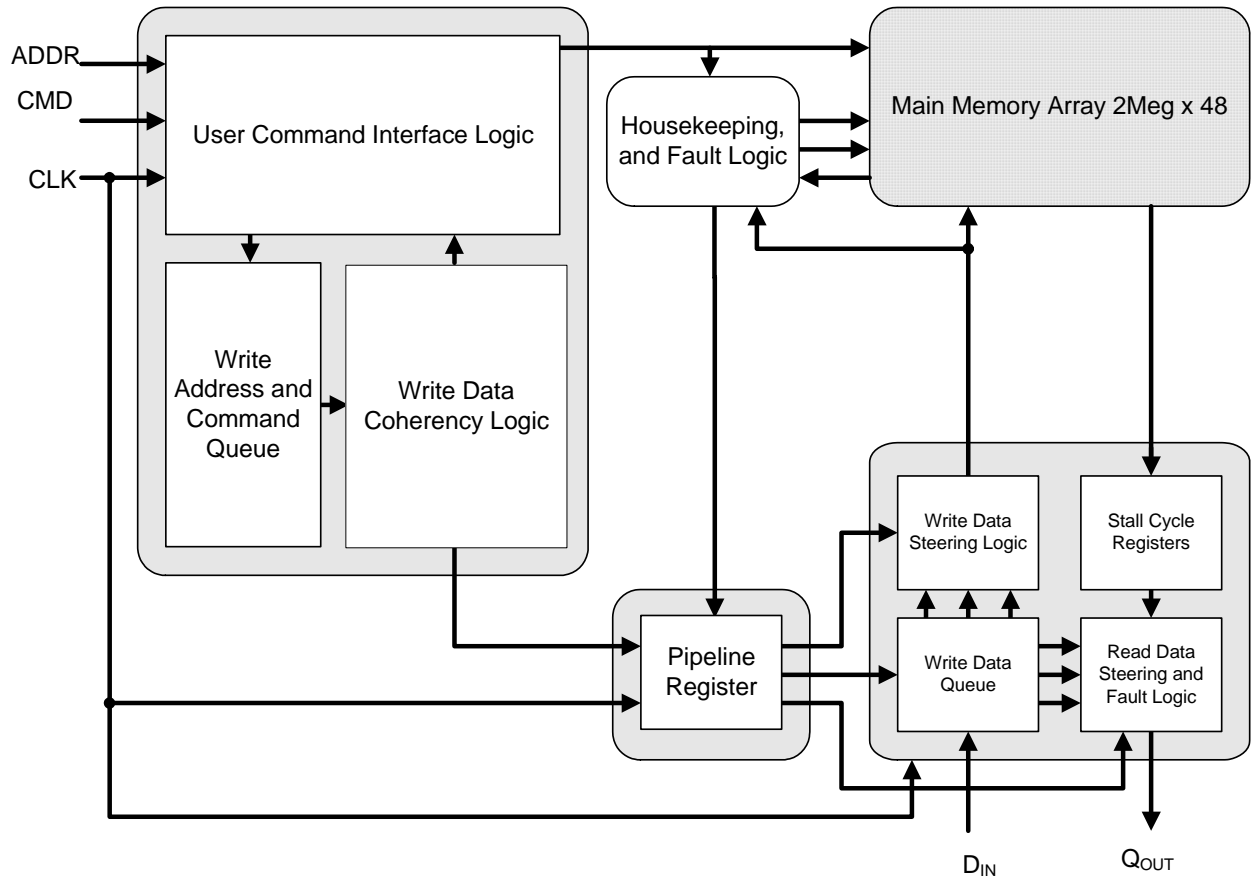 ADDR
CMD
CLK
User Command Interface Logic
Housekeeping,
and Fault Logic
Main Memory Array 2Meg x 48
Write
Address and
Command
Queue
Write Data
Coherency Logic
Write Data
Steering Logic
Stall Cycle
Registers
Pipeline
Register
Write Data
Queue
Read Data
Steering and
Fault Logic
DIN
QOUT